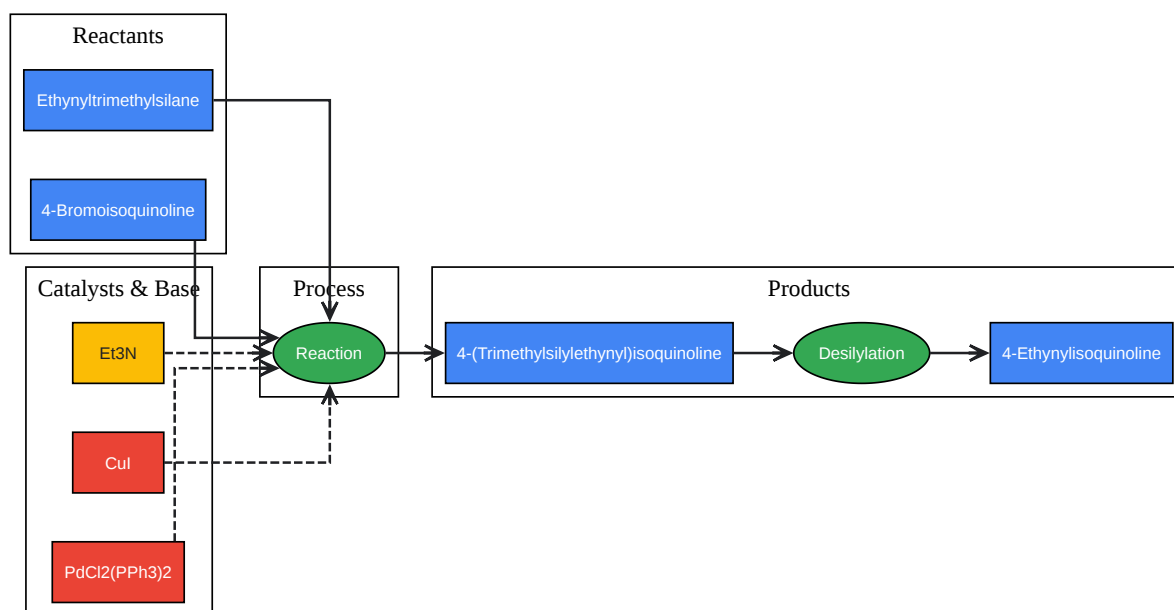 Reactants
Ethynyltrimethylsilane
4-Bromoisoquinoline
Catalysts & Base
Et3N
CuI
PdCl2(PPh3)2
Process
Reaction
Products
4-(Trimethylsilylethynyl)isoquinoline
Desilylation
4-Ethynylisoquinoline